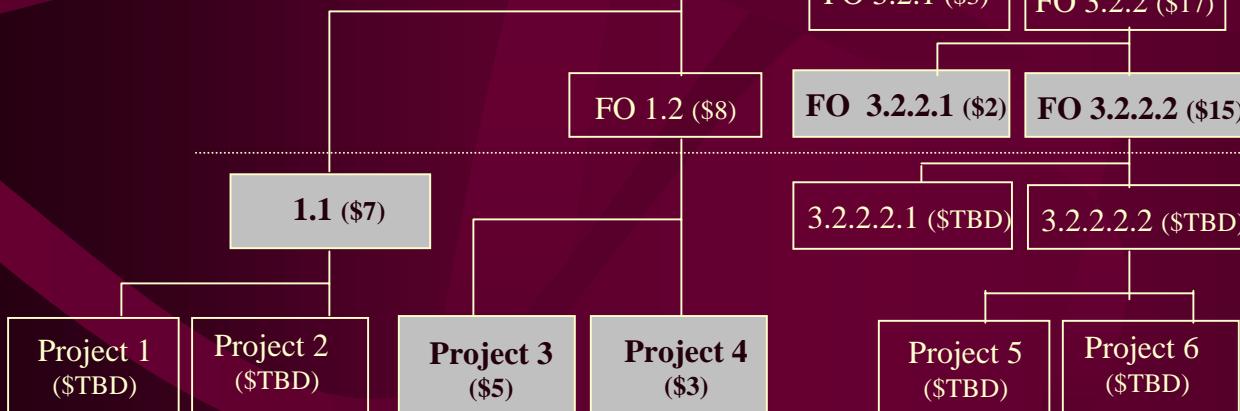 FO 3.2.1 ($3)
FO 3.2.2 ($17)
FO 1.2 ($8)
FO 3.2.2.1 ($2)
FO 3.2.2.2 ($15)
1.1 ($7)
3.2.2.2.1 ($TBD)
3.2.2.2.2 ($TBD)
Project 1
($TBD)
Project 2
($TBD)
Project 3
($5)
Project 4
($3)
Project 5
($TBD)
Project 6
($TBD)